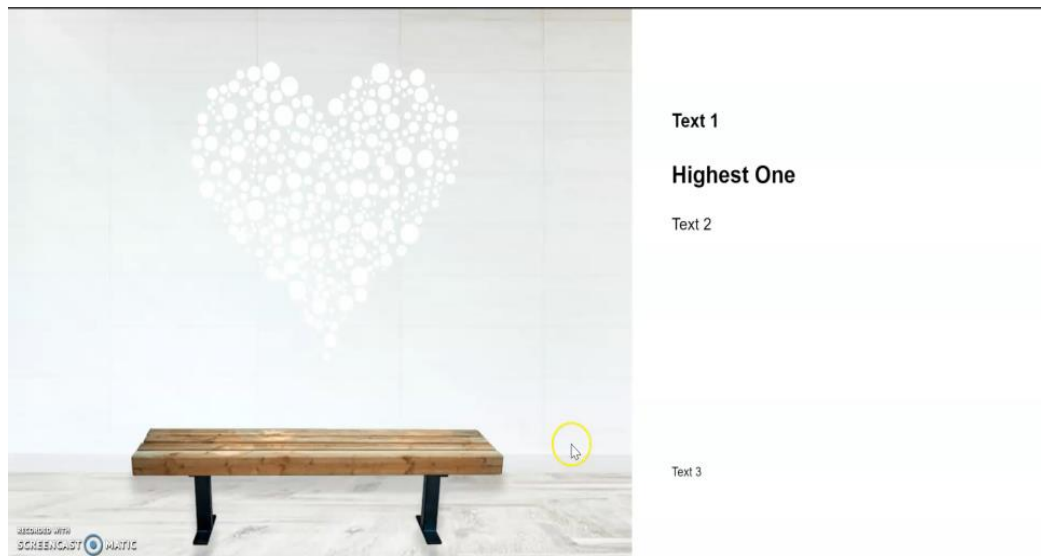 Text 1
Highest One
Text 2
Text 3
RECORDED WITH
SCREENCAST MATIC